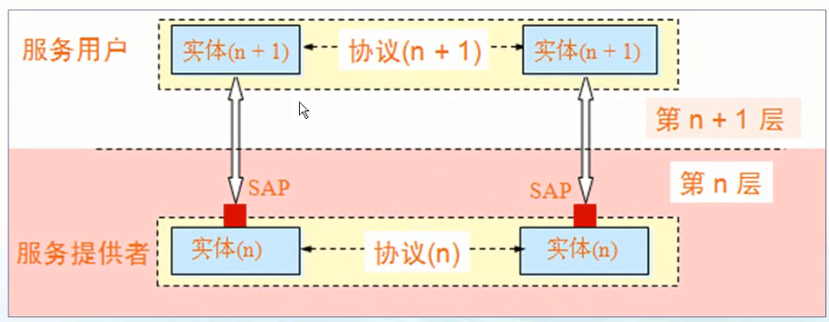 服务用户
实体(n + 1)
协议(n + 1)
实体(n + 1)
第 n + 1 层
第 n 层
SAP
SAP
服务提供者
实体(n)
协议(n)
实体(n)